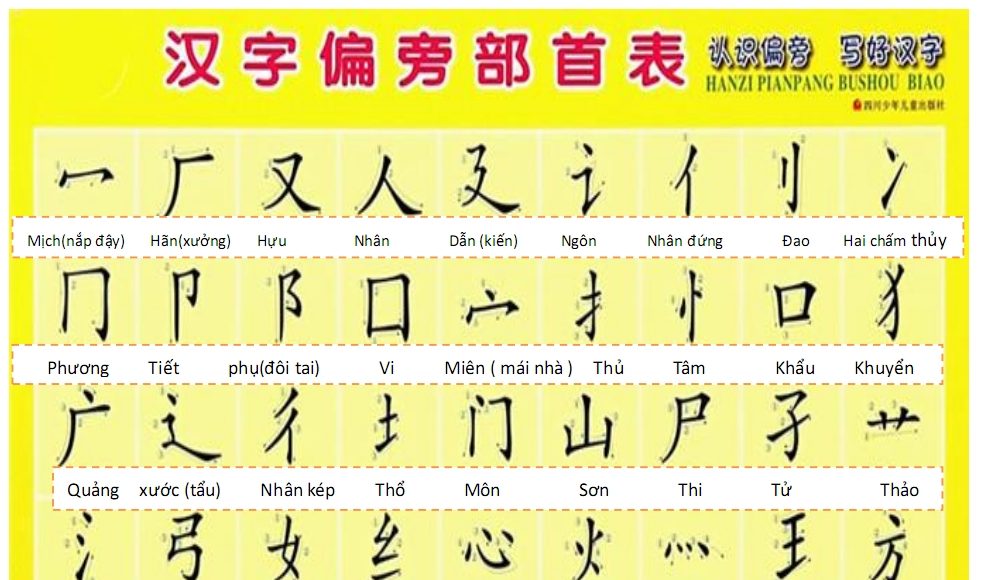 汉字偏旁部首表
认识偏旁 写好汉字
HANZI PIANPANG BUSHOU BIAO
四川少年儿童出版社
冖 厂 又 人 廴 讠 亻 刂 冫
Mịch(nắp đậy) Hãn(xưởng) Hựu Nhân Dẫn (kiến) Ngôn Nhân đứng Đao Hai chấm thủy
冂 卩 阝 囗 宀 扌 忄 口 犭
Phương Tiết phụ(đôi tai) Vi Miên ( mái nhà ) Thủ Tâm Khẩu Khuyển
广 辶 彳 土 门 山 尸 子 艹
Quảng xước (tẩu) Nhân kép Thổ Môn Sơn Thi Tử Thảo
氵 弓 女 纟 心 火 灬 王 方